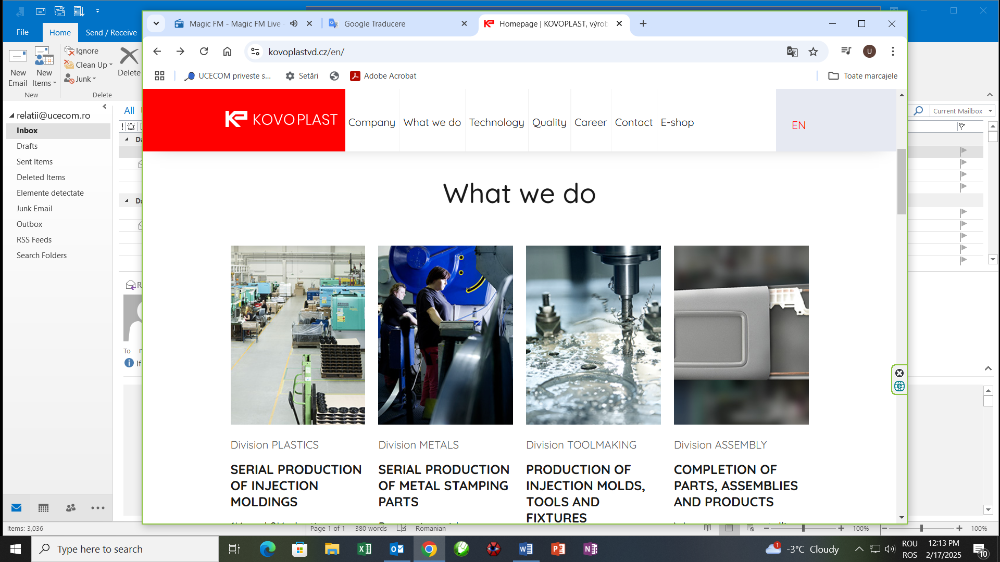 File
Home
Send / Receive
New Email
New Items
Ignore
Clean Up
Junk
Delete
New
Delete
relatii@ucecom.ro
Inbox
Drafts
Sent Items
Deleted Items
Elemente detectate
Junk Email
Outbox
RSS Feeds
Search Folders
All
Current Mailbox
To
If
Items: 3,036
Magic FM - Magic FM Live
Google Traducere
Homepage | KOVOPLAST, výrob
kovoplastvd.cz/en/
U
UCECOM priveste s...
Setări
Adobe Acrobat
Toate marcajele
KP KOVOPLAST
Company
What we do
Technology
Quality
Career
Contact
E-shop
EN
What we do
Division PLASTICS
SERIAL PRODUCTION
OF INJECTION
MOLDINGS
Division METALS
SERIAL PRODUCTION
OF METAL STAMPING
PARTS
Division TOOLMAKING
PRODUCTION OF
INJECTION MOLDS,
TOOLS AND
FIXTURES
Division ASSEMBLY
COMPLETION OF
PARTS, ASSEMBLIES
AND PRODUCTS
Page 1 of 1
380 words
Romanian
100%
100%
Type here to search
1
-3°C Cloudy
ROU
ROS
12:13 PM
2/17/2025
10